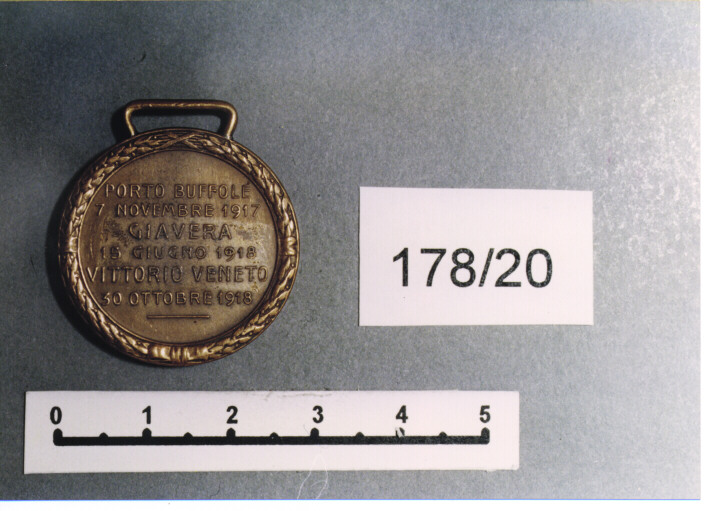 PORTO BUFFOLE
7 NOVEMBRE 1917
GIAVERA
15 GIUGNO 1918
VITTORIO VENETO
30 OTTOBRE 1918
178/20
0 1 2 3 4 5